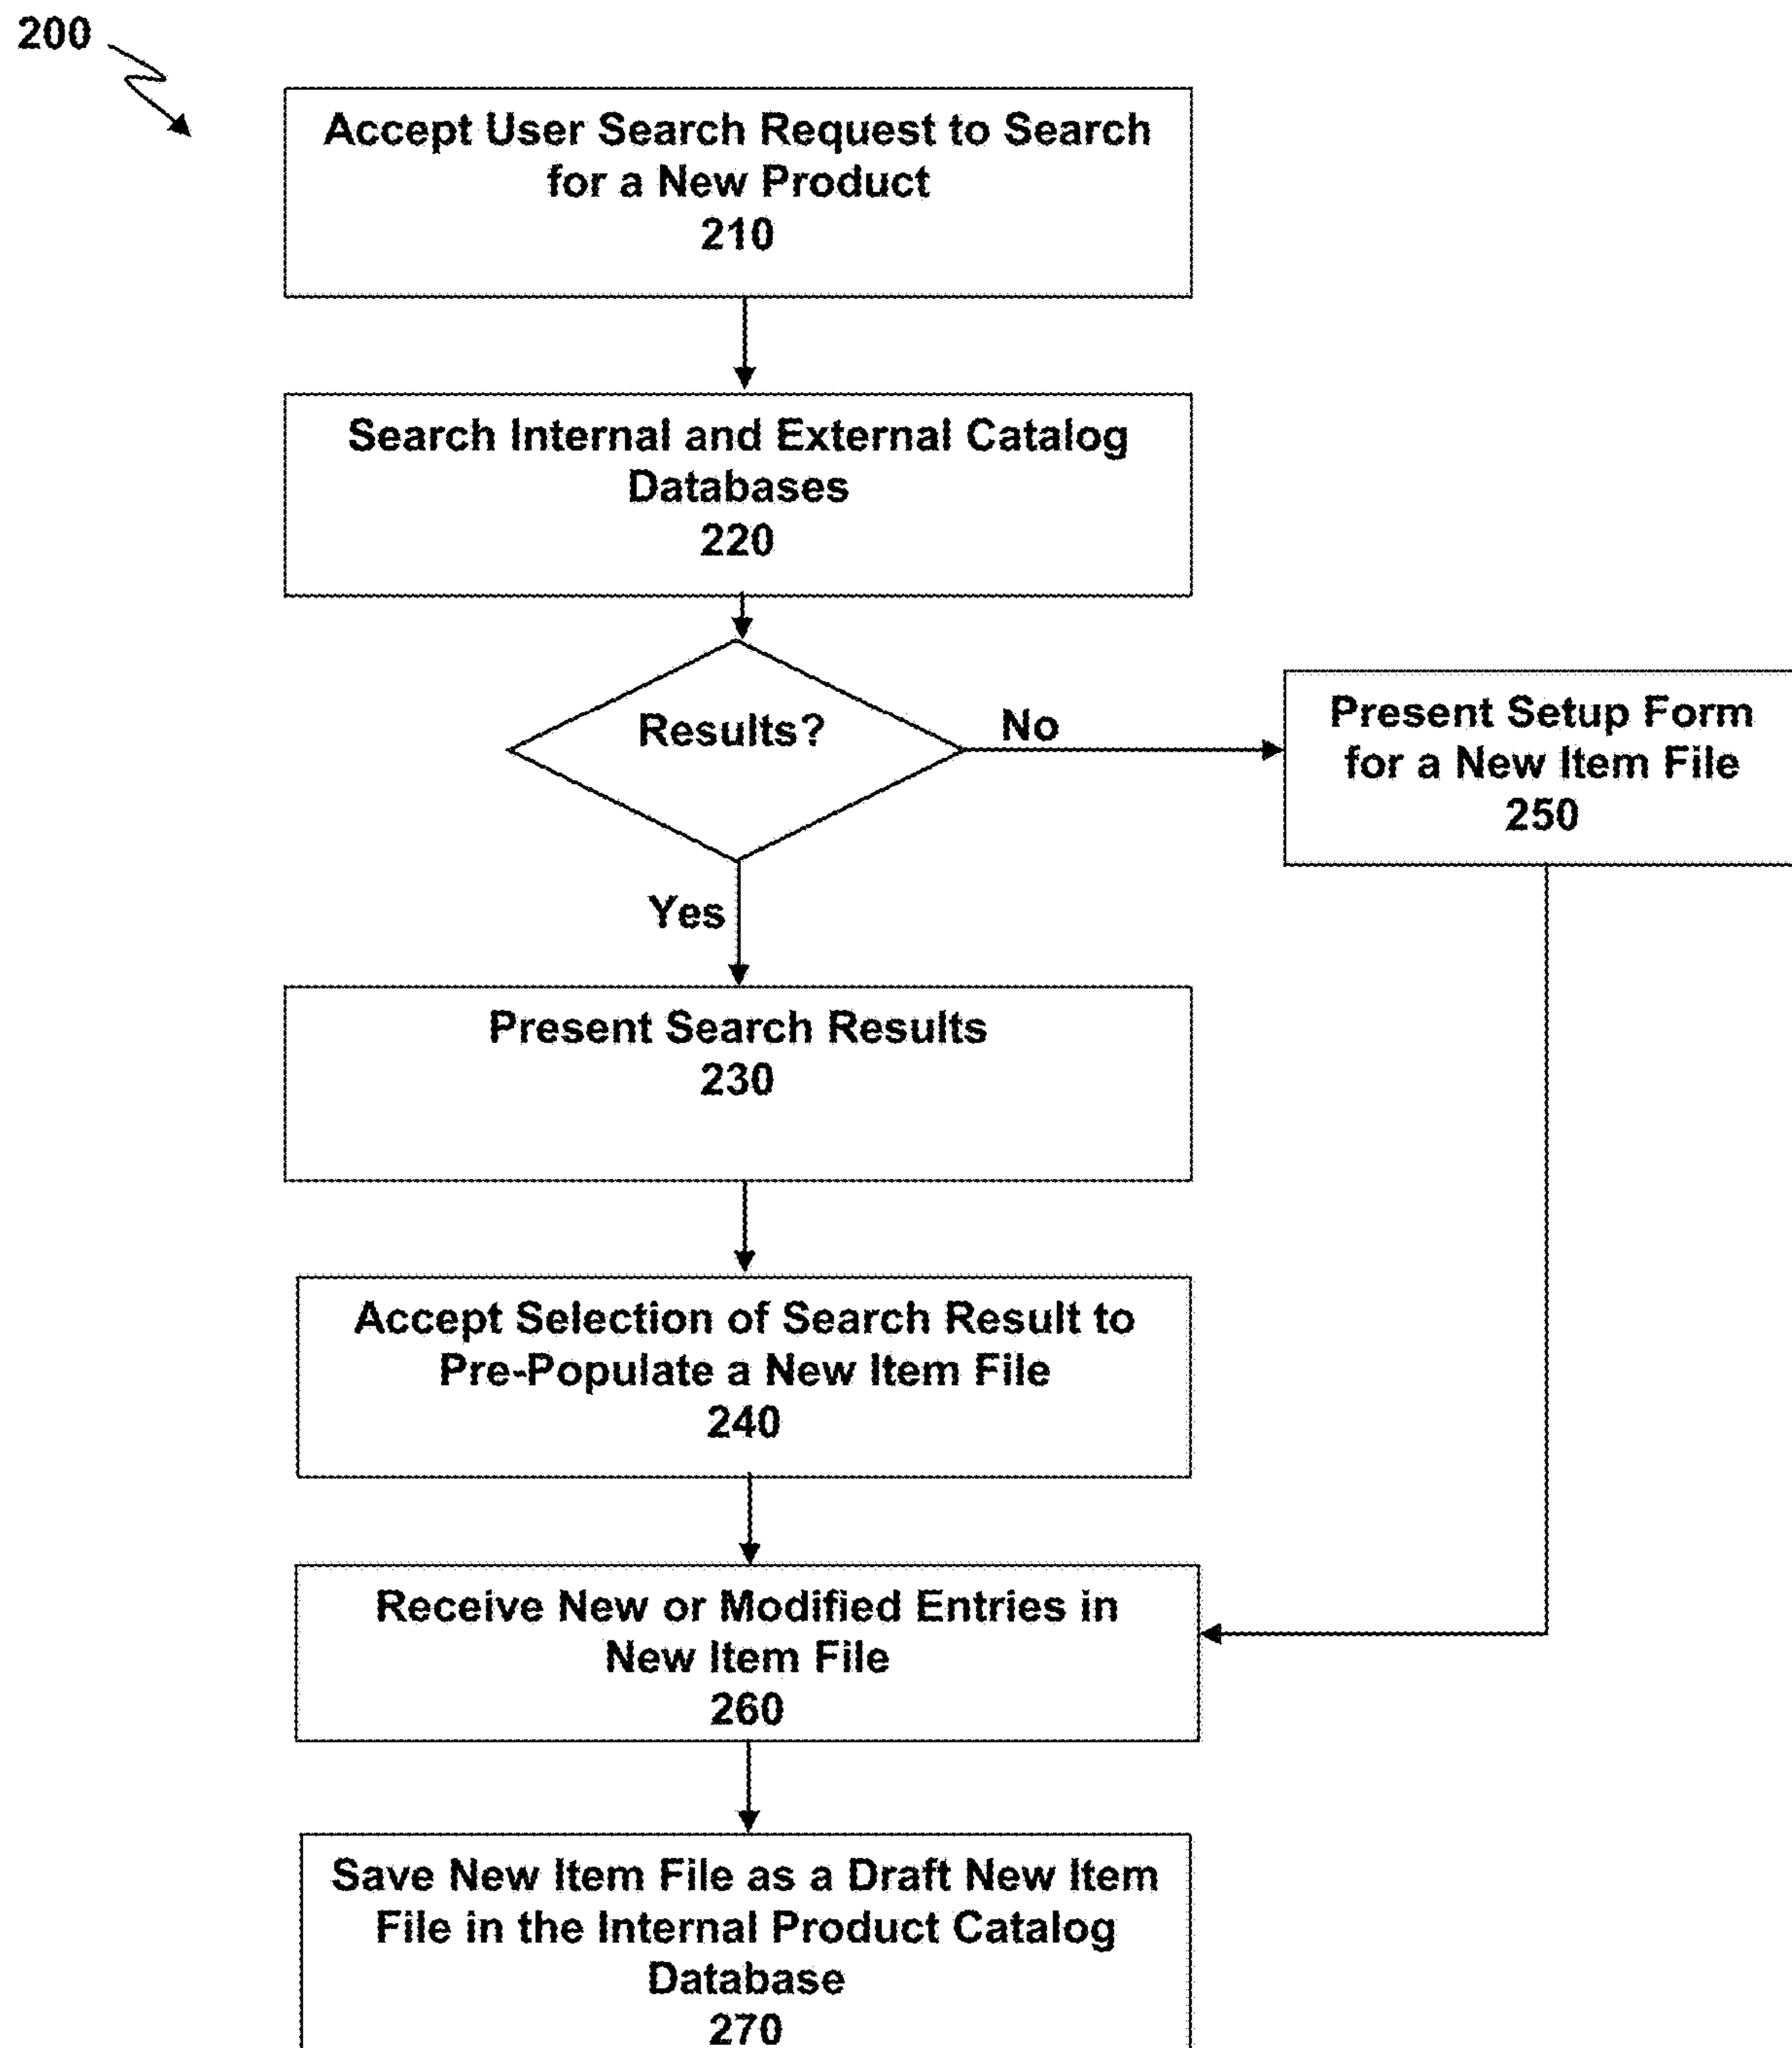 200
Accept User Search Request to Search
for a New Product
210
Search Internal and External Catalog
Databases
220
Results?
No
Present Setup Form
for a New Item File
250
Yes
Present Search Results
230
Accept Selection of Search Result to
Pre-Populate a New Item File
240
Receive New or Modified Entries in
New Item File
260
Save New Item File as a Draft New Item
File in the Internal Product Catalog
Database
270